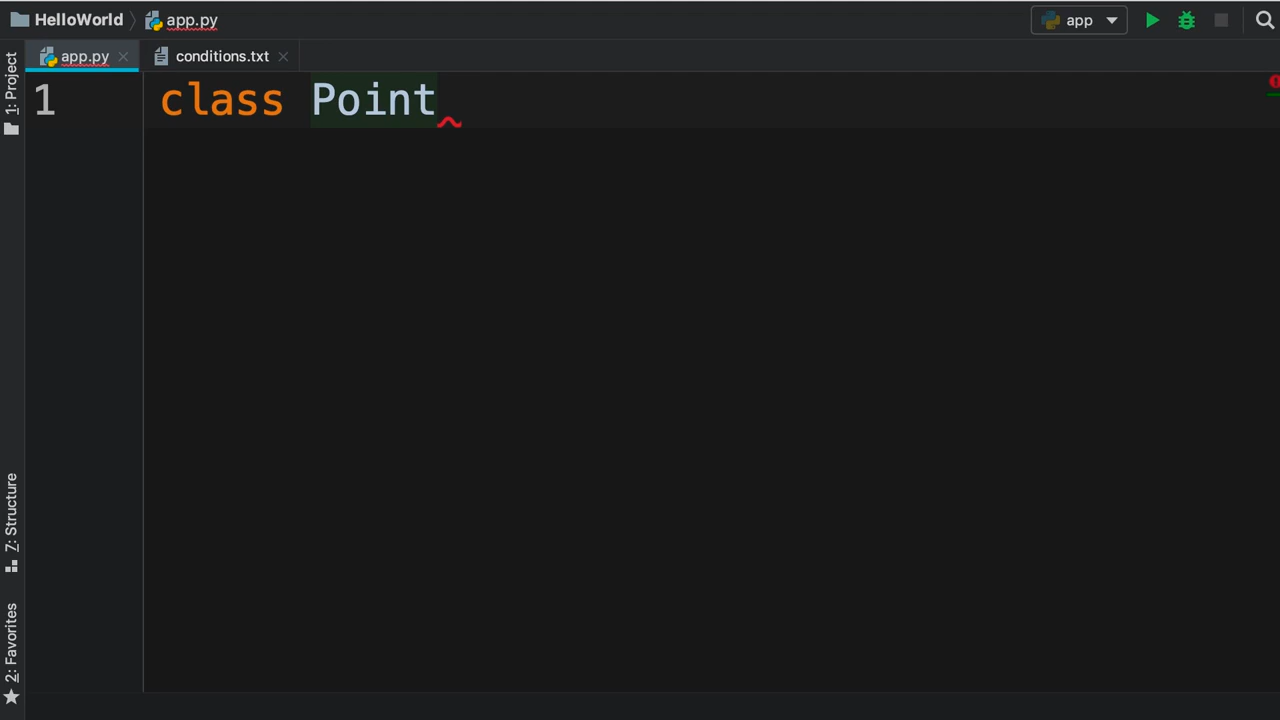 HelloWorld app.py app
app.py conditions.txt
1: Project
1 class Point
7: Structure
2: Favorites